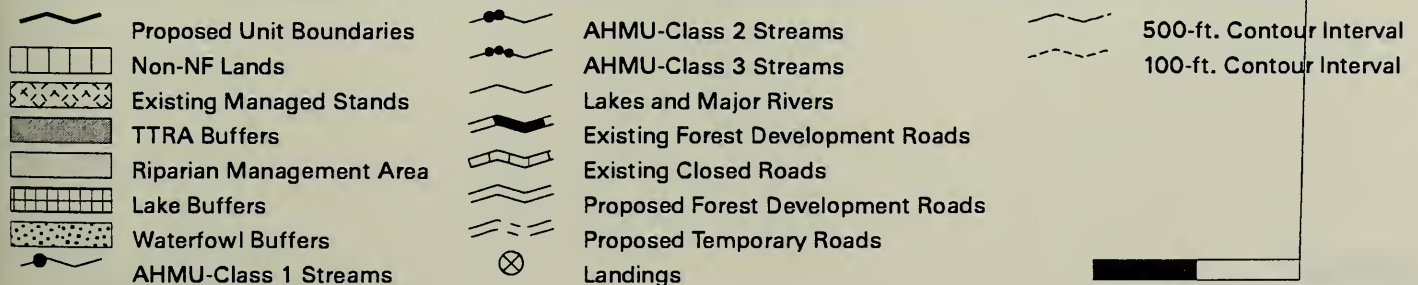 Proposed Unit Boundaries
Non-NF Lands
Existing Managed Stands
TTRA Buffers
Riparian Management Area
Lake Buffers
Waterfowl Buffers
AHMU-Class 1 Streams
AHMU-Class 2 Streams
AHMU-Class 3 Streams
Lakes and Major Rivers
Existing Forest Development Roads
Existing Closed Roads
Proposed Forest Development Roads
Proposed Temporary Roads
Landings
500-ft. Contour Interval
100-ft. Contour Interval